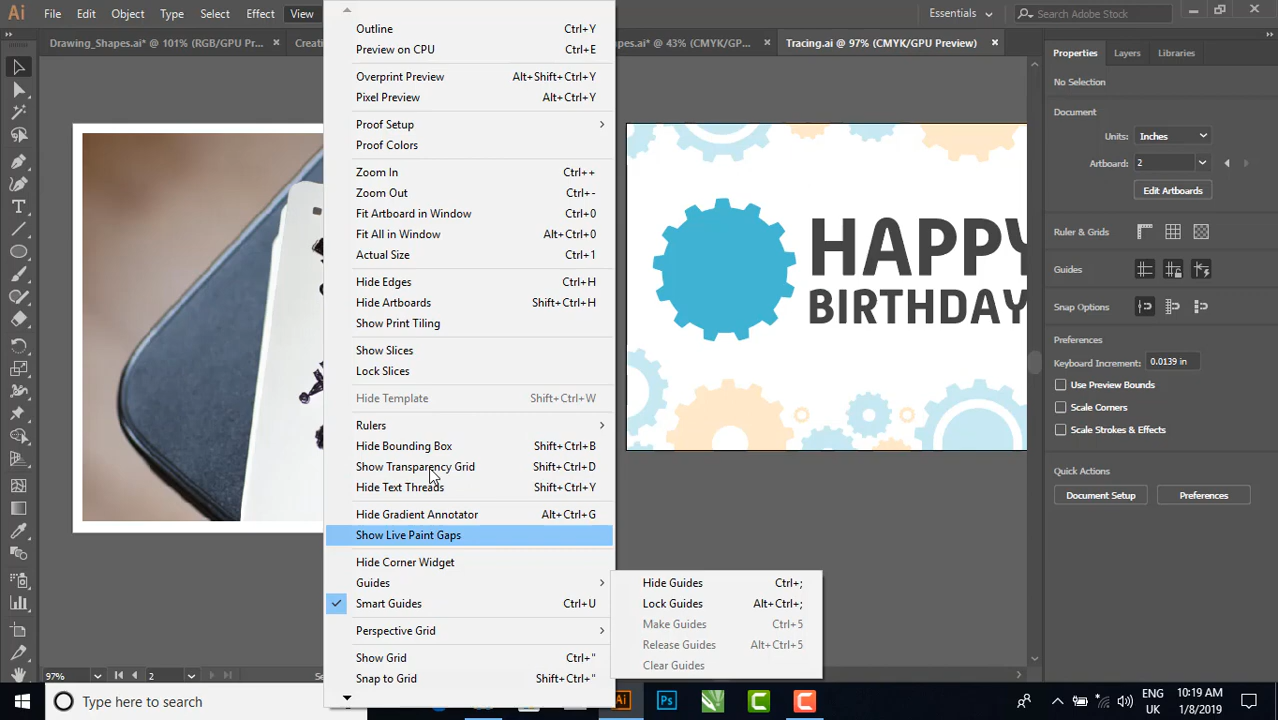 Ai File Edit Object Type Select Effect View Essentials Search Adobe Stock
Drawing_Shapes.ai* @ 101% (RGB/GPU Pr... × Creati apes.ai* @ 43% (CMYK/GP... × Tracing.ai @ 97% (CMYK/GPU Preview) ×
Outline Ctrl+Y
Preview on CPU Ctrl+E
Overprint Preview Alt+Shift+Ctrl+Y
Pixel Preview Alt+Ctrl+Y
Proof Setup
Proof Colors
Zoom In Ctrl++
Zoom Out Ctrl+-
Fit Artboard in Window Ctrl+0
Fit All in Window Alt+Ctrl+0
Actual Size Ctrl+1
Hide Edges Ctrl+H
Hide Artboards Shift+Ctrl+H
Show Print Tiling
Show Slices
Lock Slices
Hide Template Shift+Ctrl+W
Rulers
Hide Bounding Box Shift+Ctrl+B
Show Transparency Grid Shift+Ctrl+D
Hide Text Threads Shift+Ctrl+Y
Hide Gradient Annotator Alt+Ctrl+G
Show Live Paint Gaps
Hide Corner Widget
Guides
Smart Guides Ctrl+U
Perspective Grid
Show Grid Ctrl+"
Snap to Grid Shift+Ctrl+"
Hide Guides Ctrl+;
Lock Guides Alt+Ctrl+;
Make Guides Ctrl+5
Release Guides Alt+Ctrl+5
Clear Guides
HAPPY
BIRTHDAY
Properties Layers Libraries
No Selection
Document
Units: Inches
Artboard: 2
Edit Artboards
Ruler & Grids
Guides
Snap Options
Preferences
Keyboard Increment: 0.0139 in
Use Preview Bounds
Scale Corners
Scale Strokes & Effects
Quick Actions
Document Setup Preferences
97% 2
Type here to search
Ai Ps
ENG
UK
6:19 AM
1/8/2019